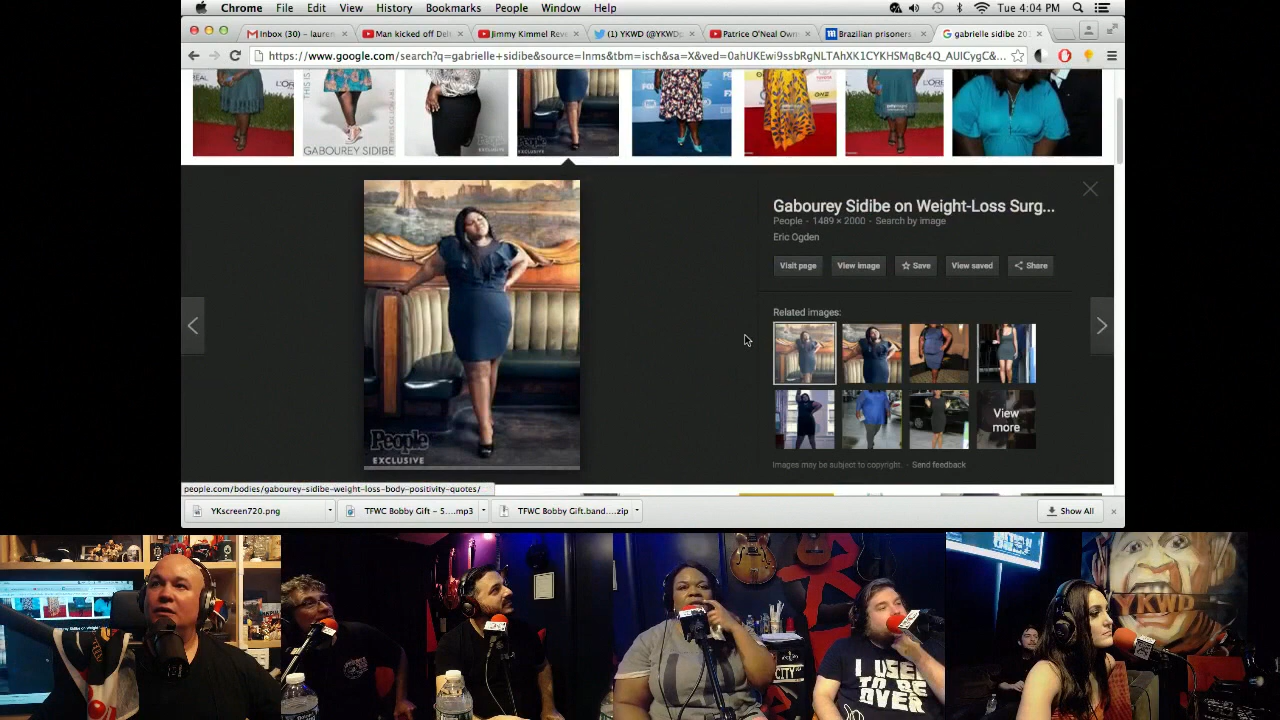 Chrome File Edit View History Bookmarks People Window Help Tue 4:04 PM
Inbox (30) – lauren
Man kicked off Del
Jimmy Kimmel Rev
(1) YKWD (@YKWD
Patrice O'Neal Own
Brazilian prisoners
gabrielle sidibe 20
https://www.google.com/search?q=gabrielle+sidibe&source=lnms&tbm=isch&sa=X&ved=0ahUKEwi9ssbRgNLTAhXK1CYKHSMqBc4Q_AUICygC&...
GABOUREY SIDIBE
People
EXCLUSIVE
Gabourey Sidibe on Weight-Loss Surg...
People - 1489 × 2000 - Search by image
Eric Ogden
Visit page View image Save View saved Share
Related images:
View
more
Images may be subject to copyright. - Send feedback
People
EXCLUSIVE
people.com/bodies/gabourey-sidibe-weight-loss-body-positivity-quotes/
YKscreen720.png
TFWC Bobby Gift – S....mp3
TFWC Bobby Gift.band....zip
Show All
I USED
TO BE
OVER
CITY
YKWD